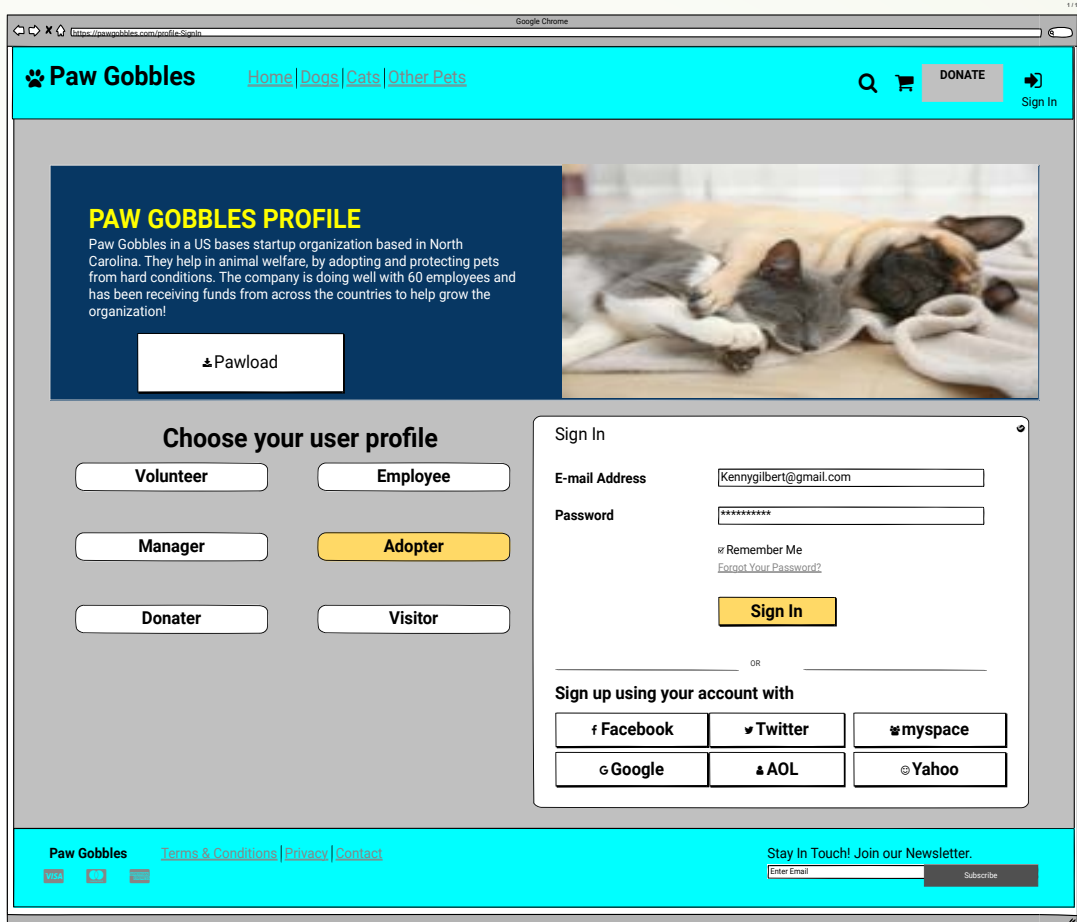 1 / 1
Google Chrome
https://pawgobbles.com/profile-SignIn
Paw Gobbles
Home Dogs Cats Other Pets
DONATE
Sign In
PAW GOBBLES PROFILE
Paw Gobbles in a US bases startup organization based in North
Carolina. They help in animal welfare, by adopting and protecting pets
from hard conditions. The company is doing well with 60 employees and
has been receiving funds from across the countries to help grow the
organization!
Pawload
Choose your user profile
Volunteer
Employee
Manager
Adopter
Donater
Visitor
Sign In
E-mail Address
Kennygilbert@gmail.com
Password
**********
Remember Me
Forgot Your Password?
Sign In
OR
Sign up using your account with
Facebook
Twitter
myspace
Google
AOL
Yahoo
Paw Gobbles
Terms & Conditions Privacy Contact
VISA
Stay In Touch! Join our Newsletter.
Enter Email
Subscribe